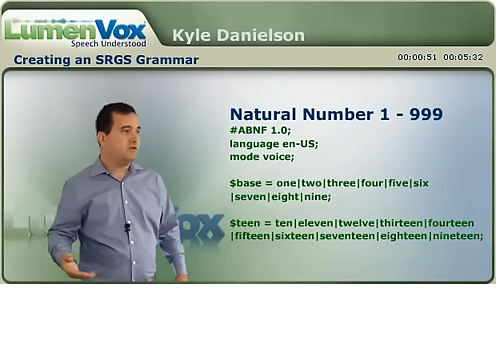 LumenVox
Speech Understood
Kyle Danielson
Creating an SRGS Grammar
00:00:51 00:05:32
Natural Number 1 - 999
#ABNF 1.0;
language en-US;
mode voice;
$base = one|two|three|four|five|six
|seven|eight|nine;
$teen = ten|eleven|twelve|thirteen|fourteen
|fifteen|sixteen|seventeen|eighteen|nineteen;